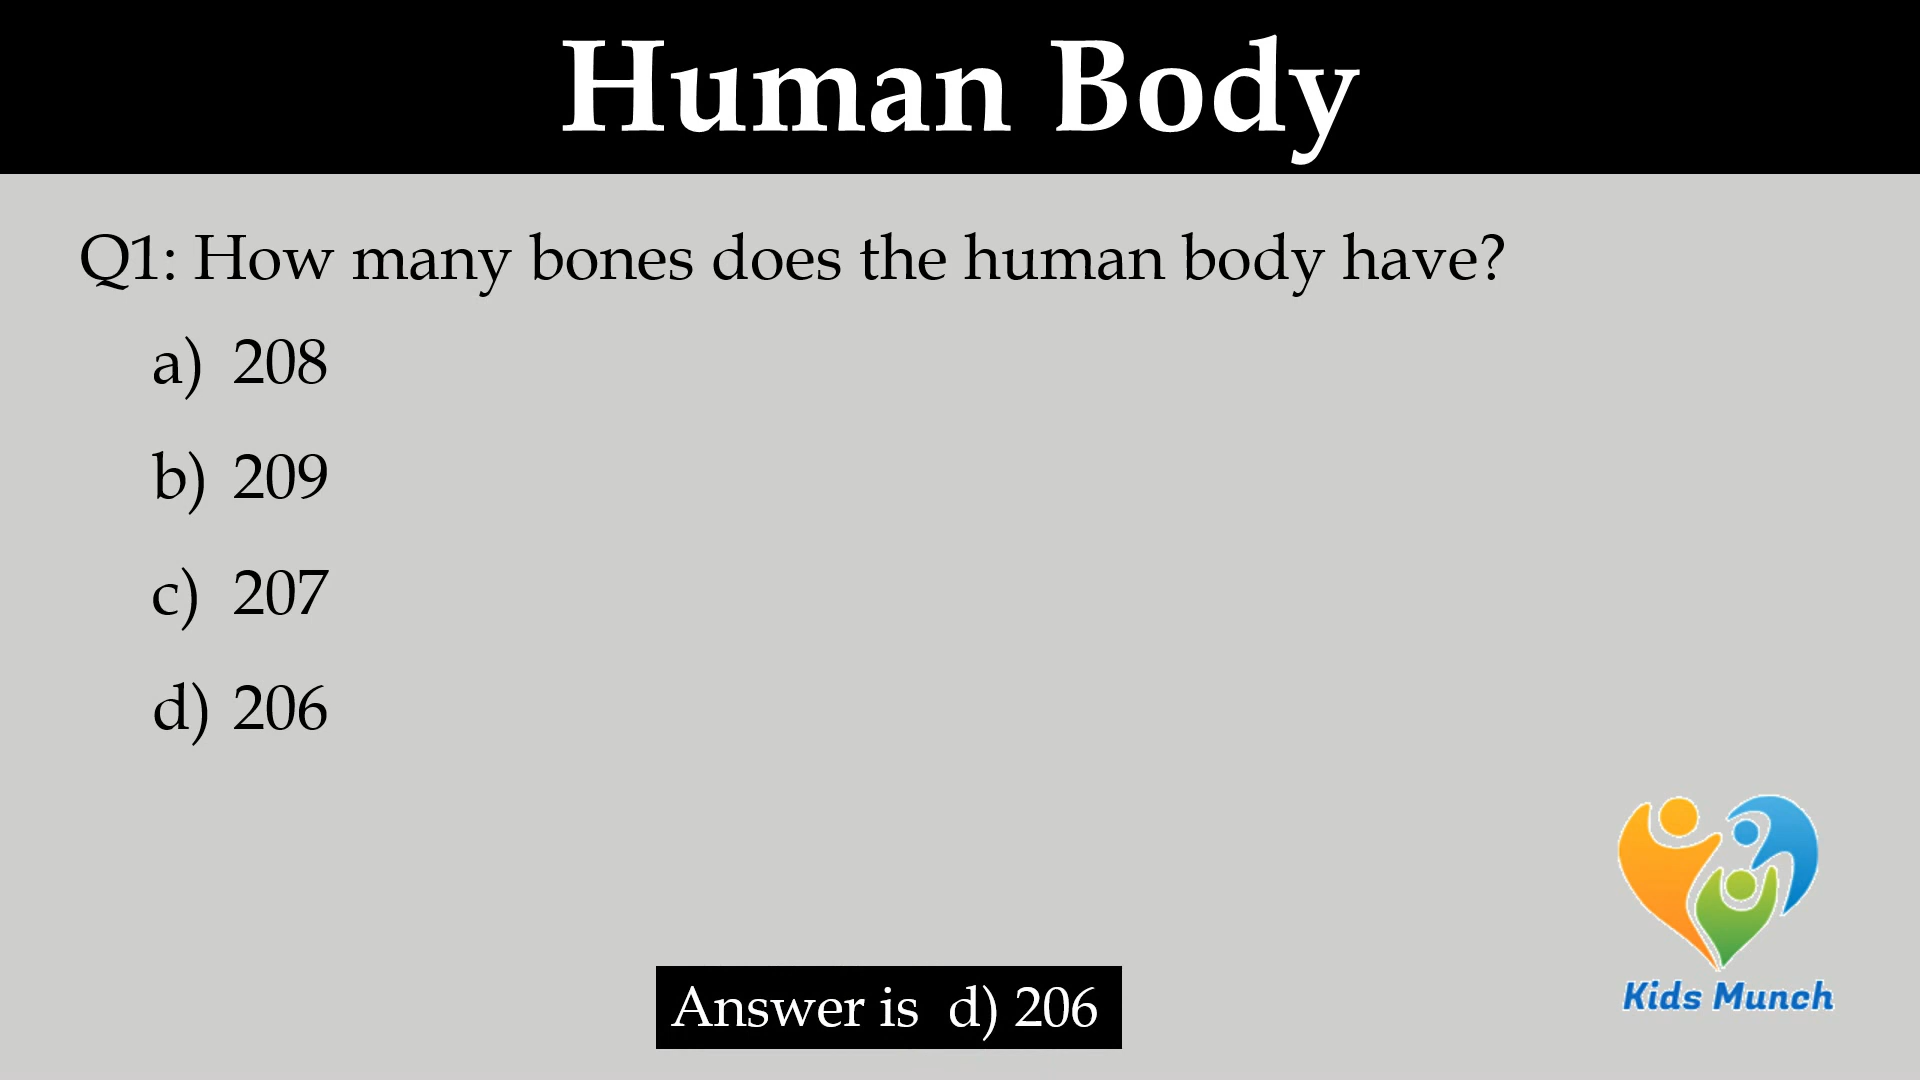 Human Body
Q1: How many bones does the human body have?
a) 208
b) 209
c) 207
d) 206
Answer is d) 206
Kids Munch